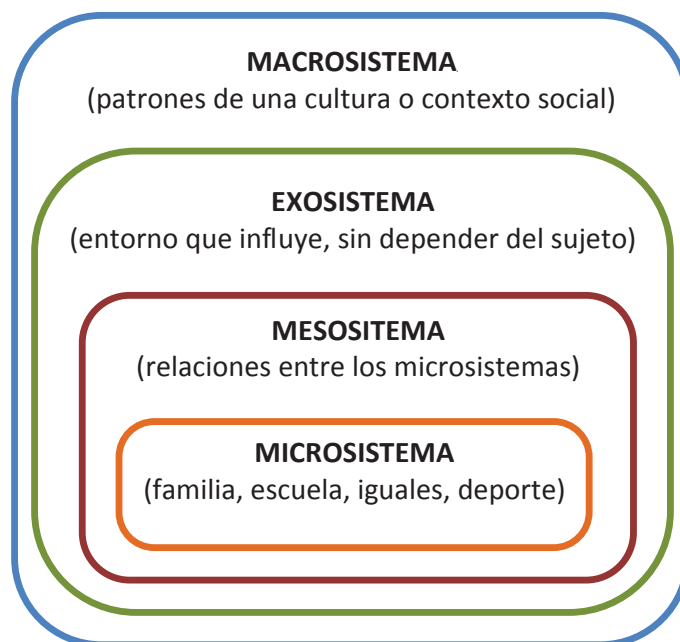 MACROSISTEMA
(patrones de una cultura o contexto social)
EXOSISTEMA
(entorno que influye, sin depender del sujeto)
MESOSITEMA
(relaciones entre los microsistemas)
MICROSISTEMA
(familia, escuela, iguales, deporte)